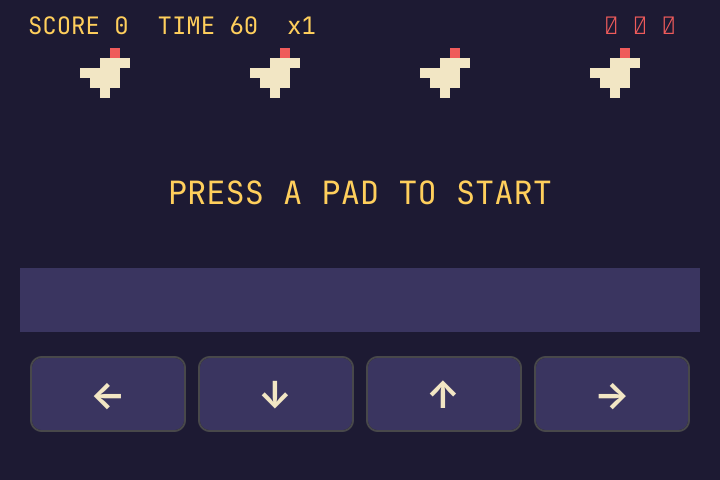 SCORE 0 TIME 60 x1
PRESS A PAD TO START
← ↓ ↑ →